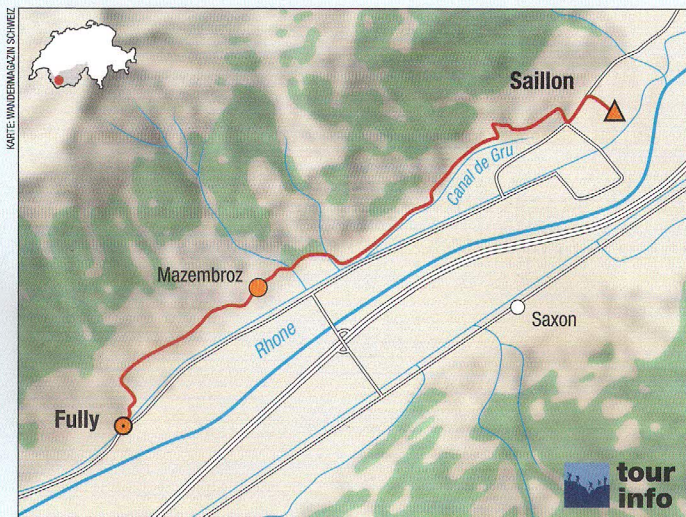 KARTE: WANDERMAGAZIN SCHWEIZ
Saillon
Canal de Gru
Mazembroz
Rhone
Saxon
Fully
tour
info